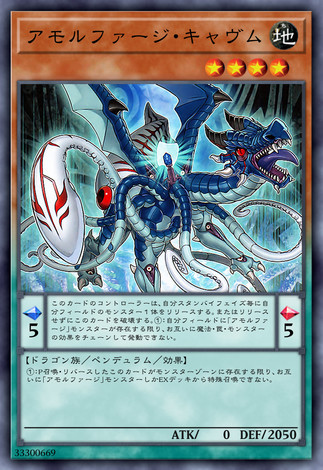 アモルファージ・キャヴム 地
このカードのコントローラーは、自分スタンバイフェイズ毎に自
分フィールドのモンスター１体をリリースする。またはリリース
せずにこのカードを破壊する。①：自分フィールドに「アモルファ
ージ」モンスターが存在する限り、お互いに魔法・罠・モンスター
の効果をチェーンして発動できない。
5
5
【ドラゴン族／ペンデュラム／効果】
①：P召喚・リバースしたこのカードがモンスターゾーンに存在する限り、お互
いに「アモルファージ」モンスターしかEXデッキから特殊召喚できない。
ATK/ 0 DEF/2050
33300669